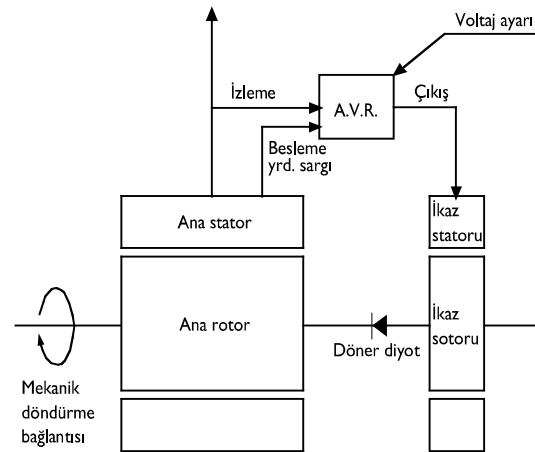 Voltaj ayarı
İzleme
A.V.R.
Çıkış
Besleme
yrd. sargı
Ana stator
İkaz
statoru
Ana rotor
İkaz
sotoru
Döner diyot
Mekanik
döndürme
bağlantısı